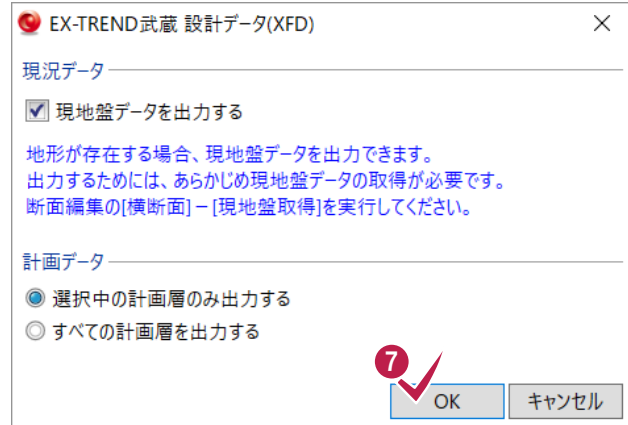 EX-TREND武蔵 設計データ(XFD)
現況データ
現地盤データを出力する
地形が存在する場合、現地盤データを出力できます。
出力するためには、あらかじめ現地盤データの取得が必要です。
断面編集の[横断面]－[現地盤取得]を実行してください。
計画データ
選択中の計画層のみ出力する
すべての計画層を出力する
7
OK キャンセル